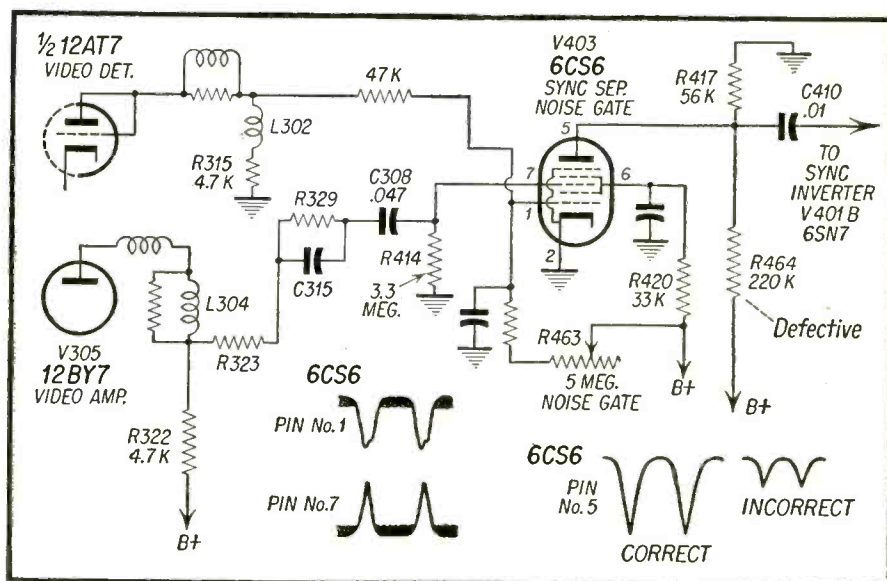 ½ 12AT7
VIDEO DET.
47 K
L302
R315
4.7 K
R329
C308
.047
C315
R414
3.3
MEG.
L304
R323
V305
12BY7
VIDEO AMP.
R322
4.7 K
B+
V403
6CS6
SYNC SEP.
NOISE GATE
5
7
6
1
2
R417
56 K
C410
.01
TO
SYNC
INVERTER
V401B
6SN7
R464
220 K
Defective
B+
R420
33 K
B+
R463
5 MEG.
NOISE GATE
6CS6
PIN No.1
PIN No.7
6CS6
PIN
No.5
CORRECT
INCORRECT